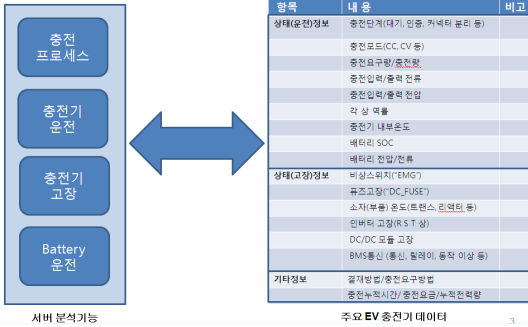 충전
프로세스
충전기
운전
충전기
고장
Battery
운전
서버 분석기능
항목 내 용 비고
상태(운전)정보 충전단계(대기, 인증, 커넥터 분리 등)
충전모드(CC, CV 등)
충전요구량/충전량
충전입력/출력 전류
충전입력/출력 전압
각 상 역률
충전기 내부온도
배터리 SOC
배터리 전압/전류
상태(고장)정보 비상스위치("EMG")
퓨즈고장("DC_FUSE")
소자(부품) 온도(트랜스, 리액터 등)
인버터 고장(R S T 상)
DC/DC 모듈 고장
BMS통신 (통신, 릴레이, 동작 이상 등)
기타정보 결재방법/충전요구방법
충전누적시간/ 충전요금/누적전력량
주요 EV 충전기 데이터
3